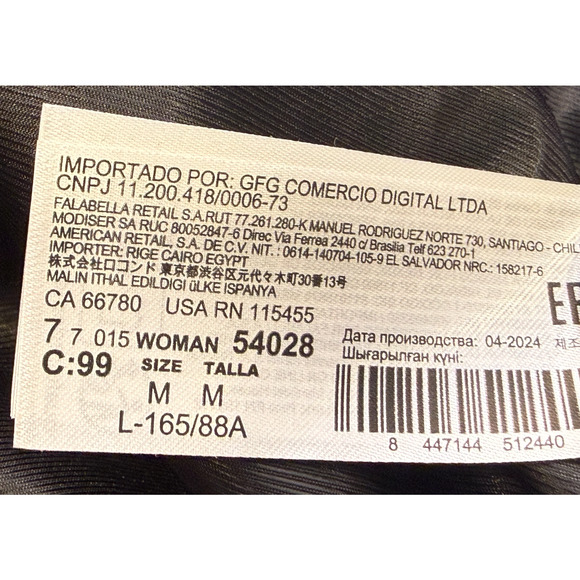 IMPORTADO POR: GFG COMERCIO DIGITAL LTDA
CNPJ 11.200.418/0006-73
FALABELLA RETAIL S.A.RUT 77.261.280-K MANUEL RODRIGUEZ NORTE 730, SANTIAGO - CHIL
MODISER SA RUC 80052847-6 Direc Via Ferrea 2440 c/ Brasilia Telf 623 270-1
AMERICAN RETAIL, S.A. DE C.V. NIT. : 0614-140704-105-9 EL SALVADOR NRC.: 158217-6
IMPORTER: RIGE CAIRO EGYPT
株式会社ロコンド 東京都渋谷区元代々木町30番13号
MALIN ITHAL EDILDIGI üLKE ISPANYA
CA 66780 USA RN 115455
7 7 015 WOMAN 54028
C:99 SIZE TALLA
M M
L-165/88A
Дата производства: 04-2024 제조
Шығарылған күні:
8 447144 512440